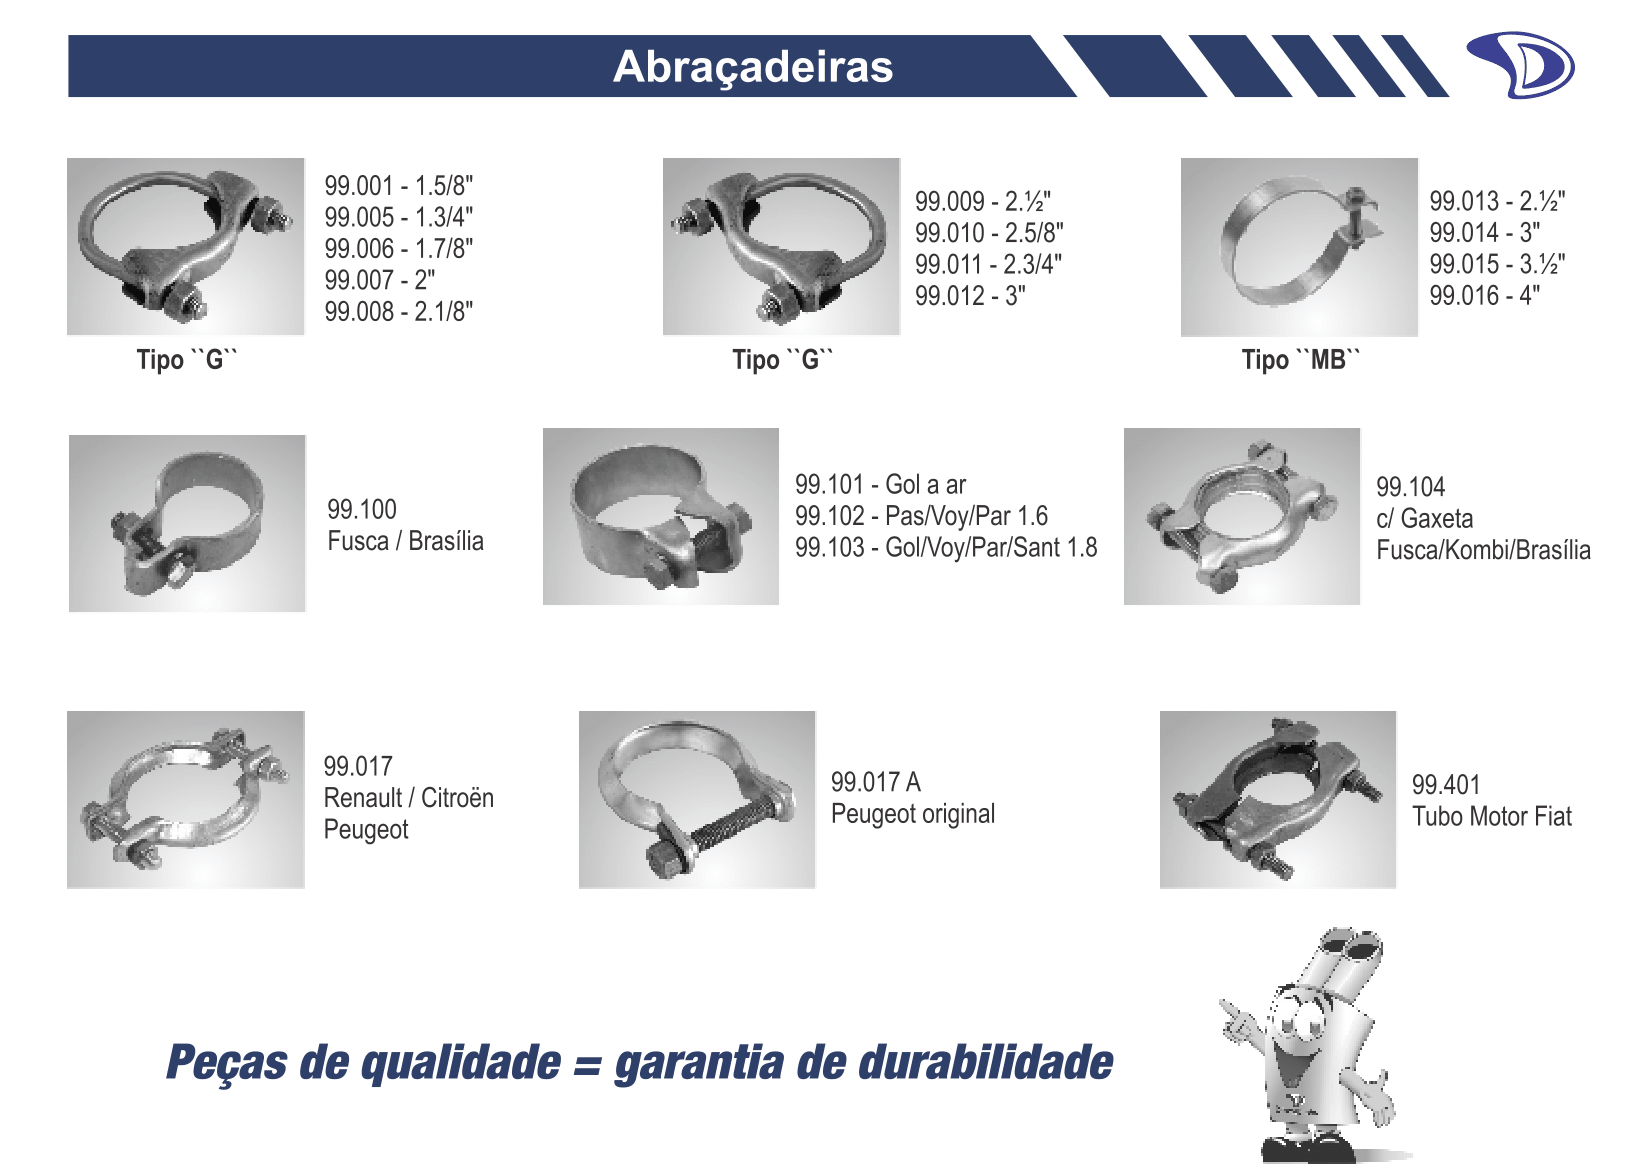 Abraçadeiras
99.001 - 1.5/8"
99.005 - 1.3/4"
99.006 - 1.7/8"
99.007 - 2"
99.008 - 2.1/8"
Tipo ``G``
99.009 - 2.½"
99.010 - 2.5/8"
99.011 - 2.3/4"
99.012 - 3"
Tipo ``G``
99.013 - 2.½"
99.014 - 3"
99.015 - 3.½"
99.016 - 4"
Tipo ``MB``
99.100
Fusca / Brasília
99.101 - Gol a ar
99.102 - Pas/Voy/Par 1.6
99.103 - Gol/Voy/Par/Sant 1.8
99.104
c/ Gaxeta
Fusca/Kombi/Brasília
99.017
Renault / Citroën
Peugeot
99.017 A
Peugeot original
99.401
Tubo Motor Fiat
Peças de qualidade = garantia de durabilidade